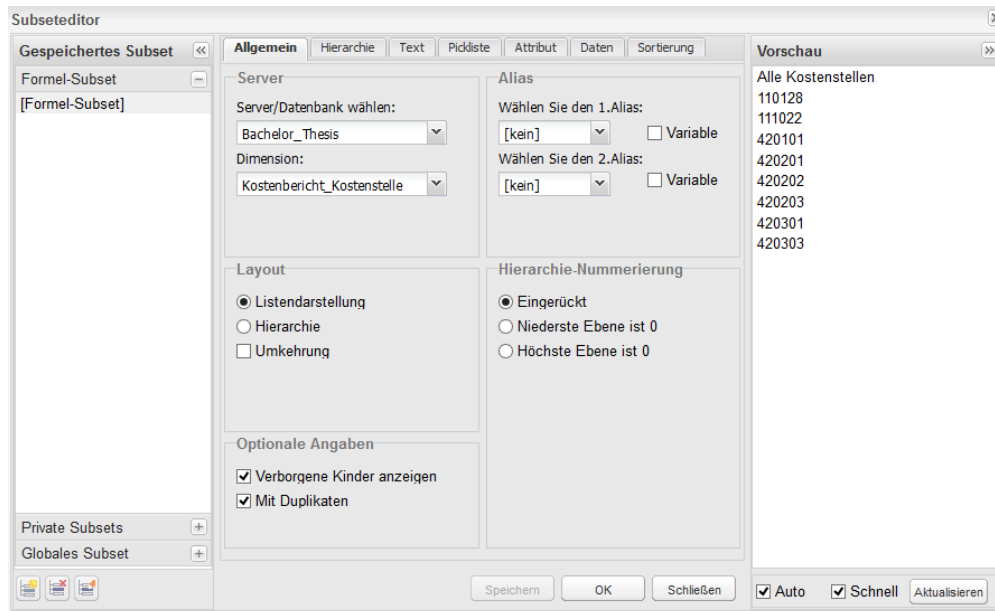 Subseteditor
Gespeichertes Subset
Formel-Subset
[Formel-Subset]
Private Subsets
Globales Subset
Allgemein Hierarchie Text Pickliste Attribut Daten Sortierung
Server
Server/Datenbank wählen:
Bachelor_Thesis
Dimension:
Kostenbericht_Kostenstelle
Alias
Wählen Sie den 1.Alias:
[kein] Variable
Wählen Sie den 2.Alias:
[kein] Variable
Layout
Listendarstellung
Hierarchie
Umkehrung
Hierarchie-Nummerierung
Eingerückt
Niederste Ebene ist 0
Höchste Ebene ist 0
Optionale Angaben
Verborgene Kinder anzeigen
Mit Duplikaten
Speichern OK Schließen
Vorschau
Alle Kostenstellen
110128
111022
420101
420201
420202
420203
420301
420303
Auto Schnell Aktualisieren